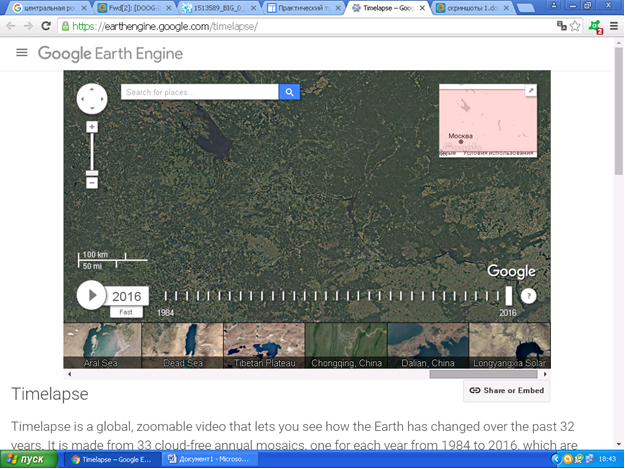 центральная ро
Fwd[2]: [DOOG-
1513589_BIG_0_
Практический т
Timelapse – Goo
скриншоты 1.do
https://earthengine.google.com/timelapse/
2
Google Earth Engine
Search for places...
Москва
Условия использования
100 km
50 mi
Google
2016
Fast
1984
2016
?
Aral Sea
Dead Sea
Tibetan Plateau
Chongqing, China
Dalian, China
Longyangxia Solar
Timelapse
Share or Embed
Timelapse is a global, zoomable video that lets you see how the Earth has changed over the past 32
years. It is made from 33 cloud-free annual mosaics, one for each year from 1984 to 2016, which are
пуск
Timelapse – Google E...
Документ1 - Microso...
18:43